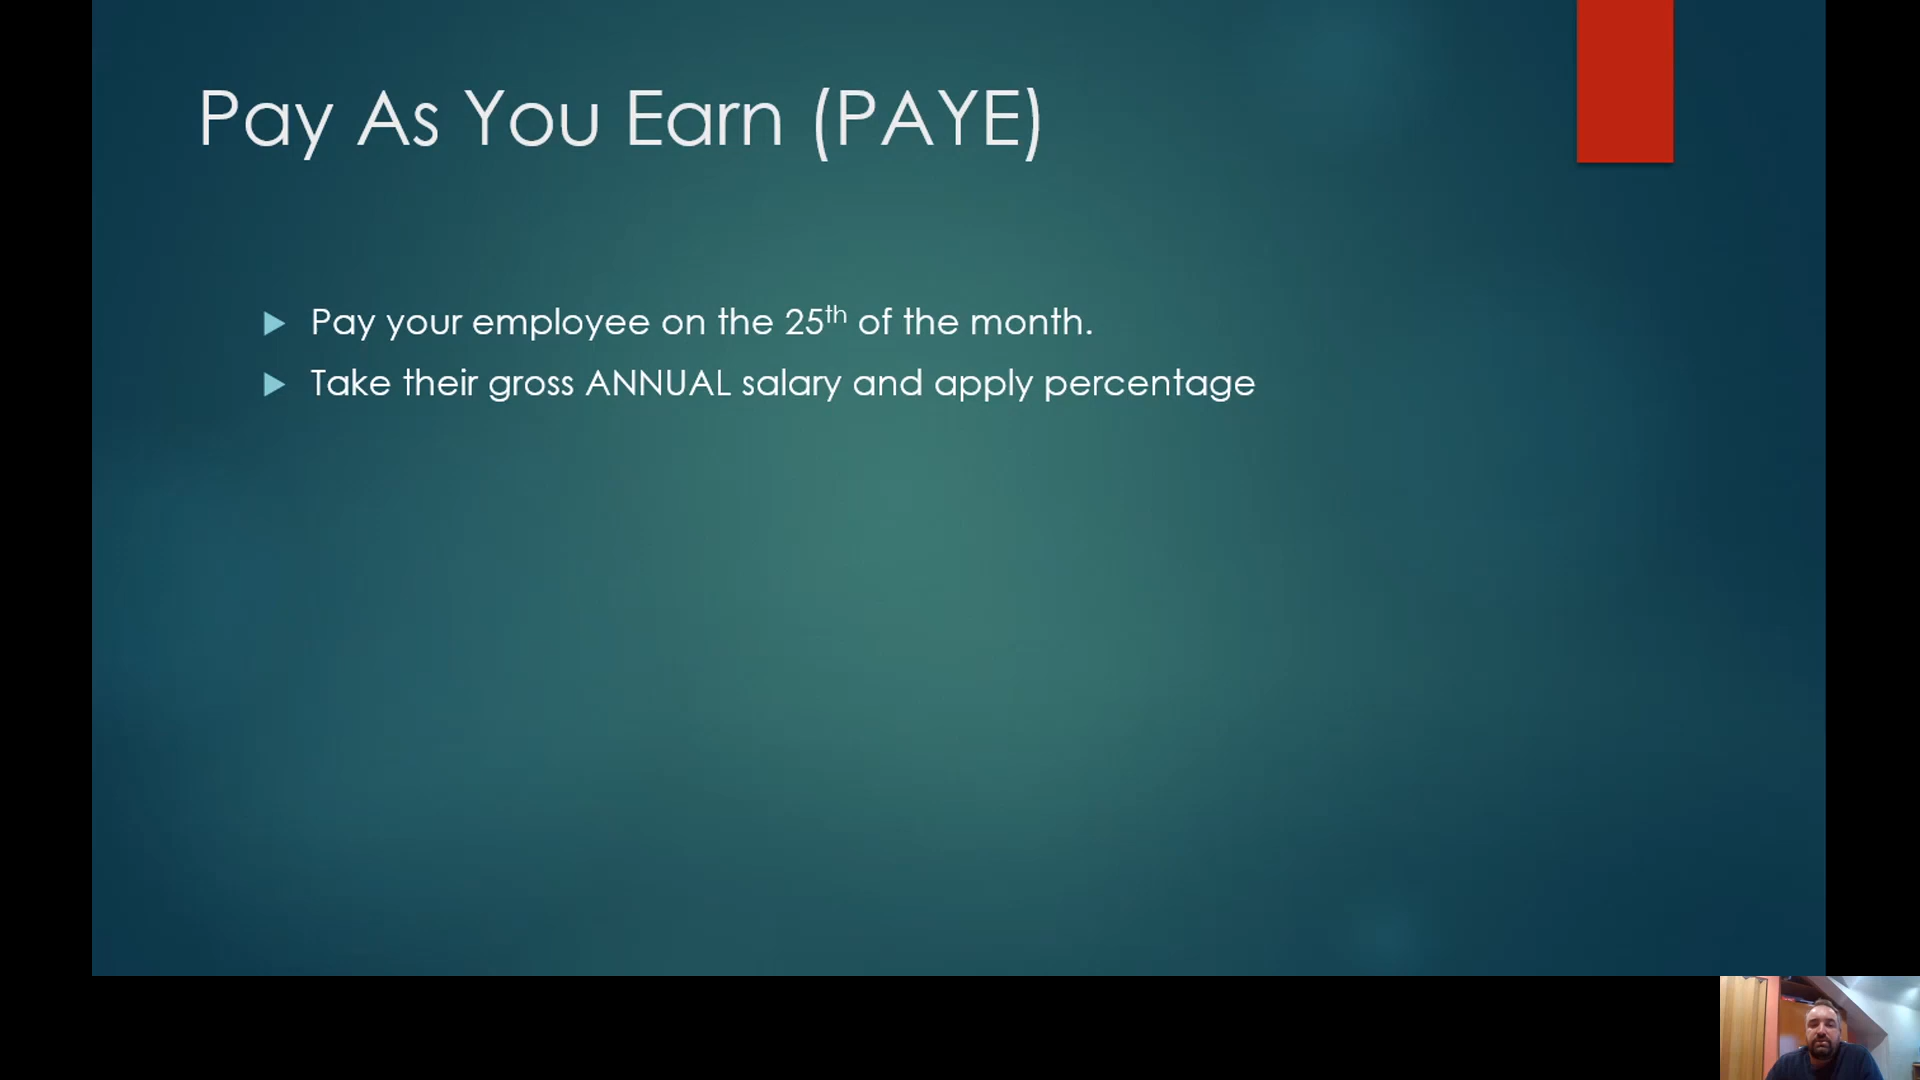 Pay As You Earn (PAYE)
Pay your employee on the 25th of the month.
Take their gross ANNUAL salary and apply percentage